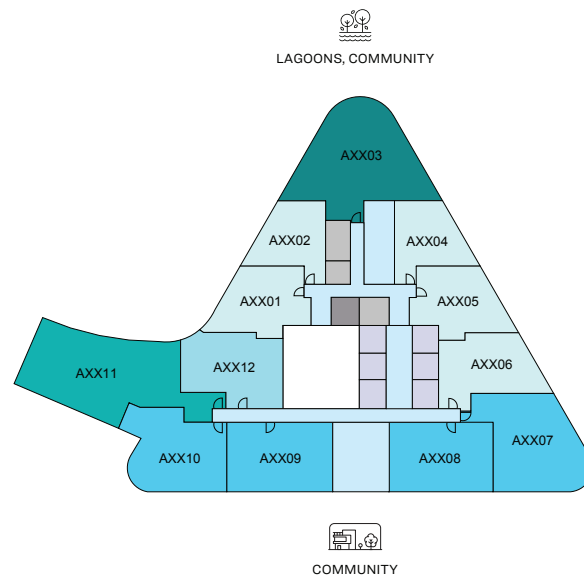 LAGOONS, COMMUNITY
AXX03
AXX02
AXX04
AXX01
AXX05
AXX11
AXX12
AXX06
AXX07
AXX10
AXX09
AXX08
COMMUNITY